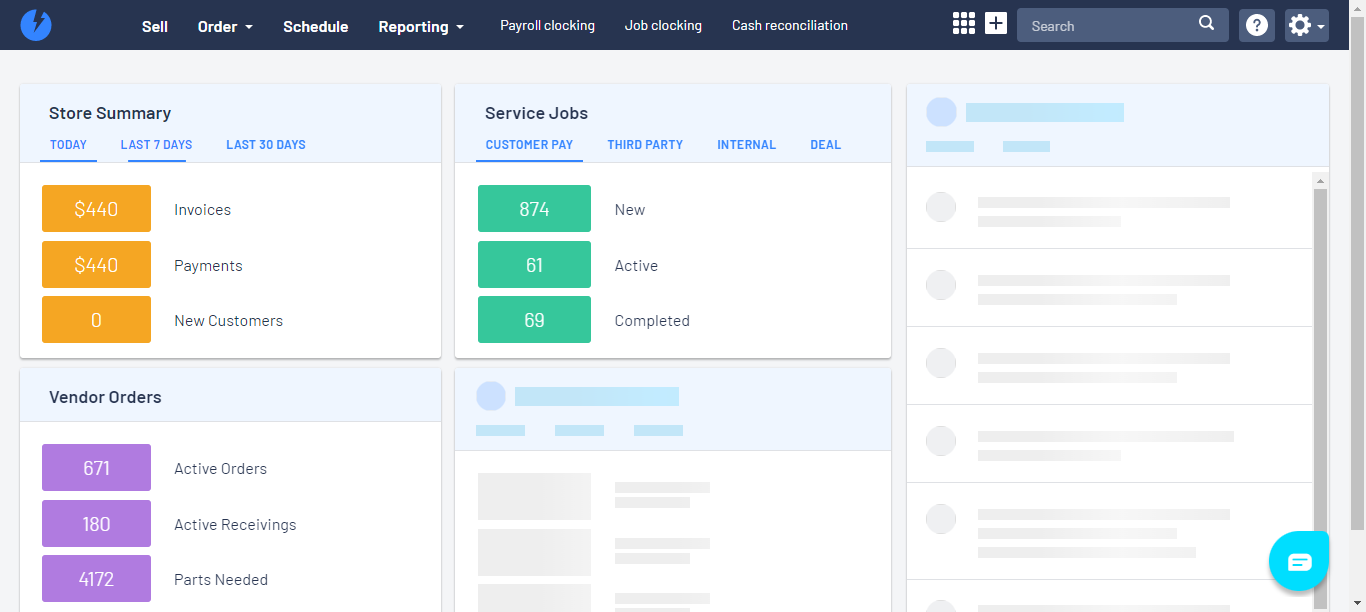 Sell Order Schedule Reporting Payroll clocking Job clocking Cash reconciliation Search
Store Summary
TODAY LAST 7 DAYS LAST 30 DAYS
$440 Invoices
$440 Payments
0 New Customers
Service Jobs
CUSTOMER PAY THIRD PARTY INTERNAL DEAL
874 New
61 Active
69 Completed
Vendor Orders
671 Active Orders
180 Active Receivings
4172 Parts Needed